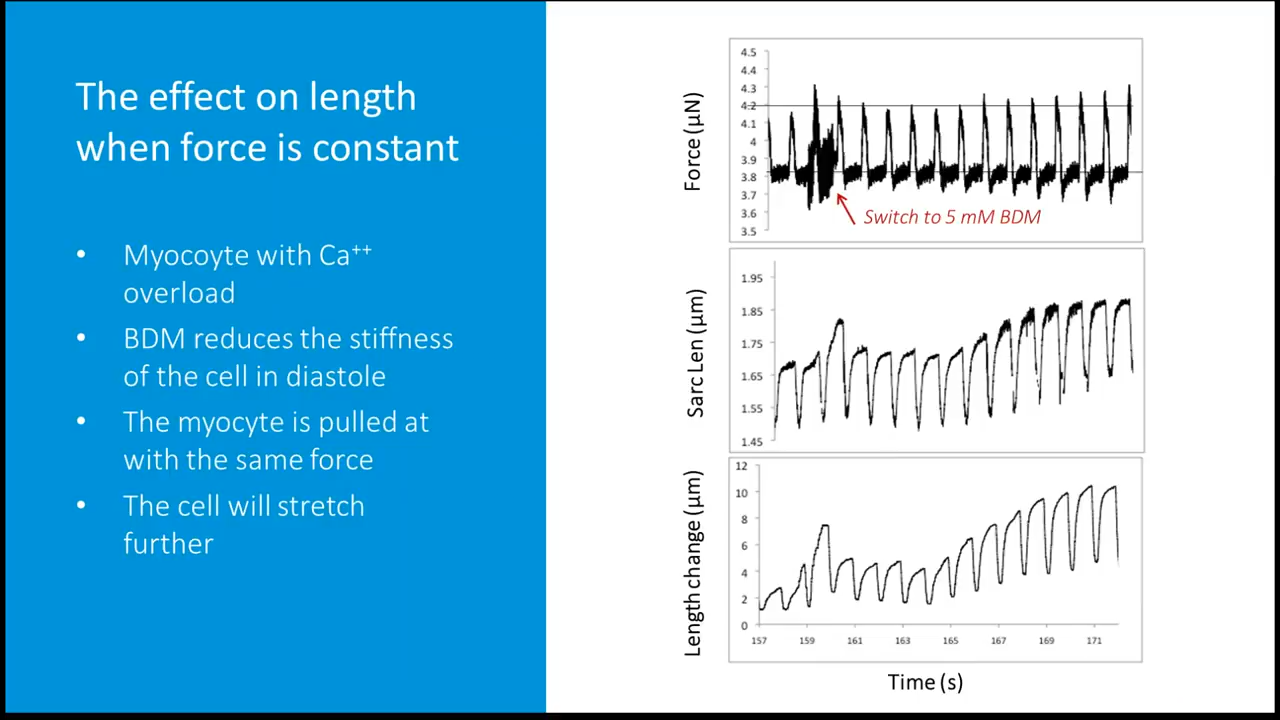 The effect on length
when force is constant
• Myocoyte with Ca⁺⁺
overload
• BDM reduces the stiffness
of the cell in diastole
• The myocyte is pulled at
with the same force
• The cell will stretch
further
Force (µN)
4.5
4.4
4.3
4.2
4.1
4
3.9
3.8
3.7
3.6
3.5
Switch to 5 mM BDM
Sarc Len (µm)
1.95
1.85
1.75
1.65
1.55
1.45
Length change (µm)
12
10
8
6
4
2
0
157 159 161 163 165 167 169 171
Time (s)